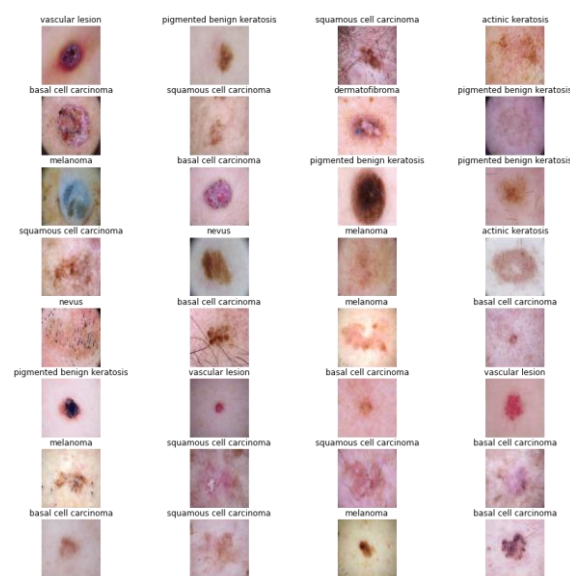 vascular lesion pigmented benign keratosis squamous cell carcinoma actinic keratosis
basal cell carcinoma squamous cell carcinoma dermatofibroma pigmented benign keratosis
melanoma basal cell carcinoma pigmented benign keratosis pigmented benign keratosis
squamous cell carcinoma nevus melanoma actinic keratosis
nevus basal cell carcinoma melanoma basal cell carcinoma
pigmented benign keratosis vascular lesion basal cell carcinoma vascular lesion
melanoma squamous cell carcinoma squamous cell carcinoma basal cell carcinoma
basal cell carcinoma squamous cell carcinoma melanoma basal cell carcinoma